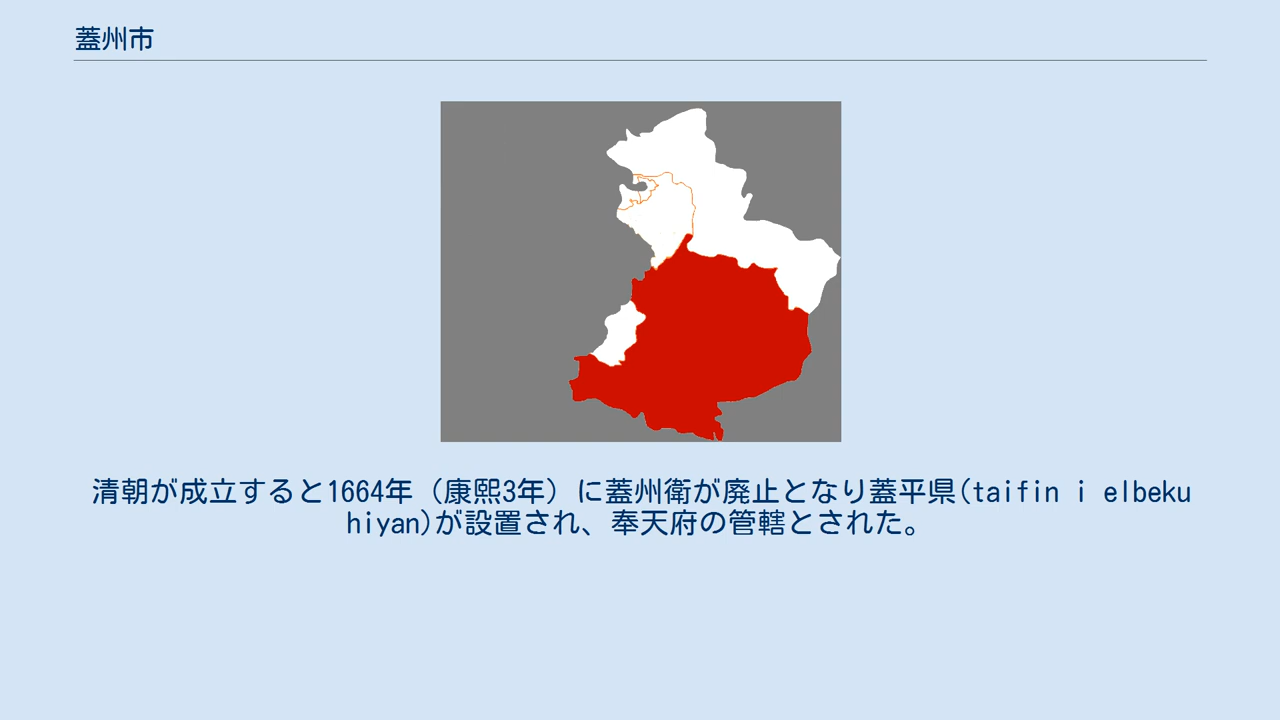 蓋州市
清朝が成立すると1664年（康熙3年）に蓋州衛が廃止となり蓋平県(taifin i elbeku
hiyan)が設置され、奉天府の管轄とされた。